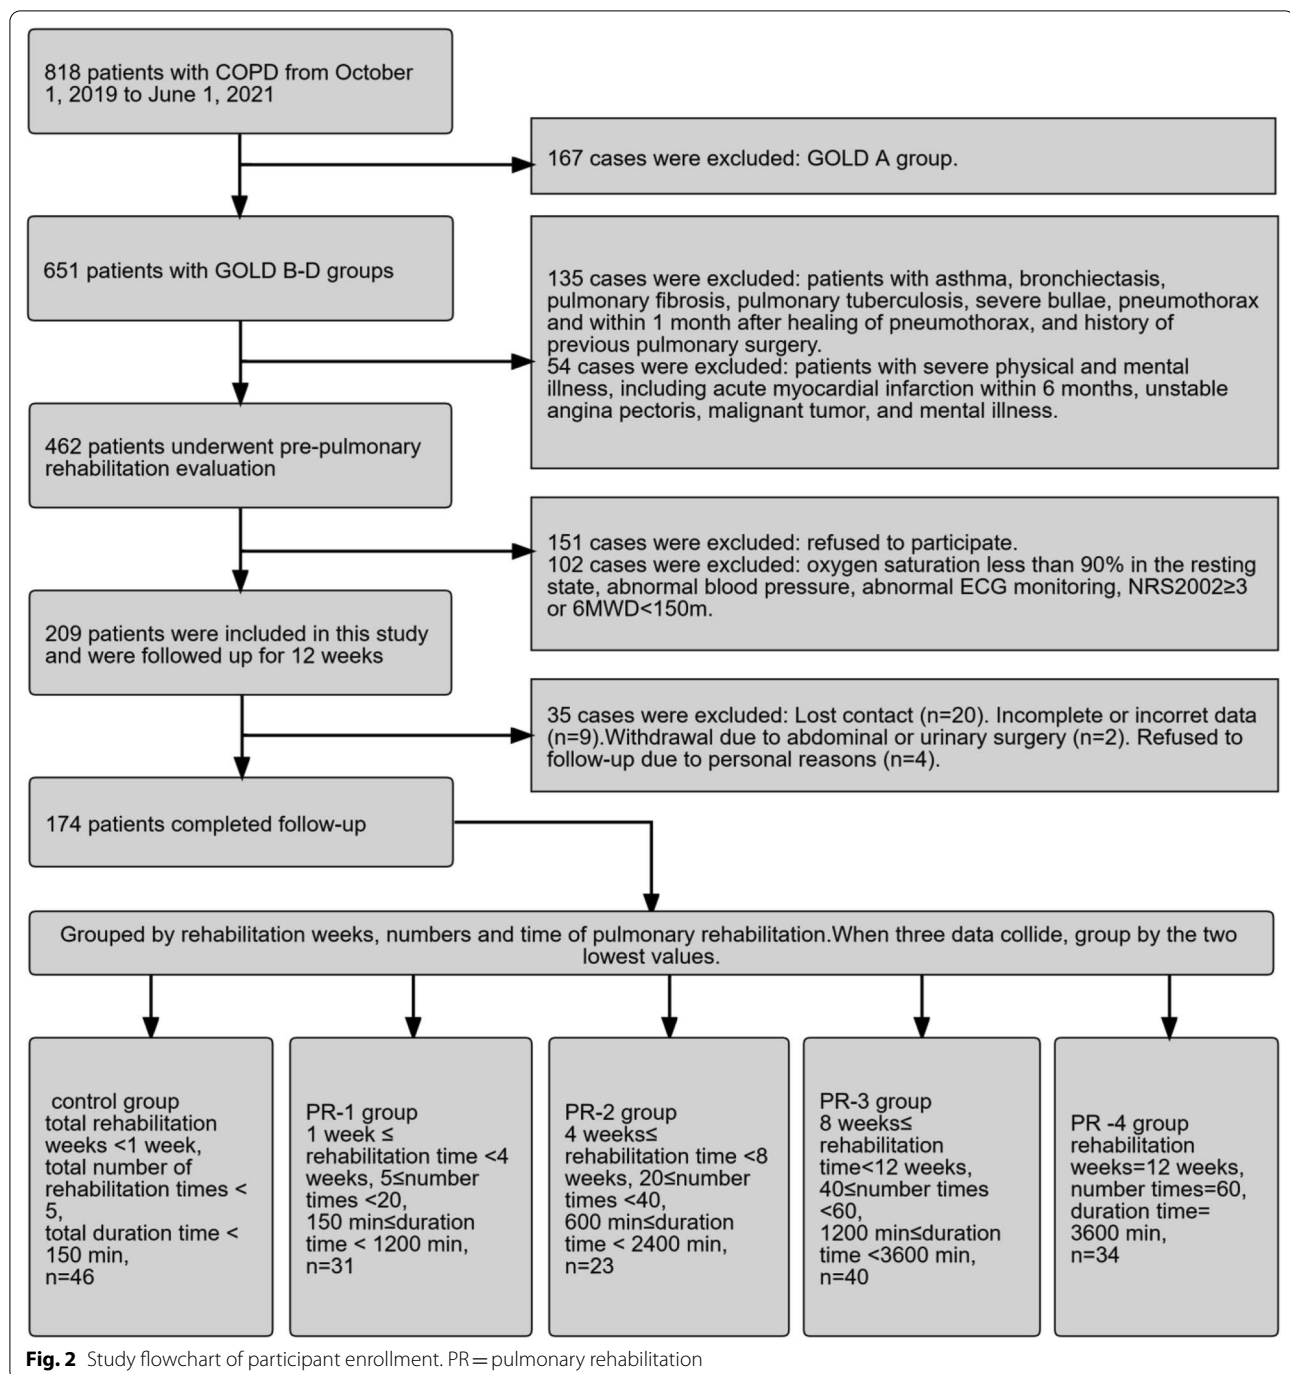 818 patients with COPD from October
1, 2019 to June 1, 2021
167 cases were excluded: GOLD A group.
651 patients with GOLD B-D groups
135 cases were excluded: patients with asthma, bronchiectasis,
pulmonary fibrosis, pulmonary tuberculosis, severe bullae, pneumothorax
and within 1 month after healing of pneumothorax, and history of
previous pulmonary surgery.
54 cases were excluded: patients with severe physical and mental
illness, including acute myocardial infarction within 6 months, unstable
angina pectoris, malignant tumor, and mental illness.
462 patients underwent pre-pulmonary
rehabilitation evaluation
151 cases were excluded: refused to participate.
102 cases were excluded: oxygen saturation less than 90% in the resting
state, abnormal blood pressure, abnormal ECG monitoring, NRS2002≥3
or 6MWD<150m.
209 patients were included in this study
and were followed up for 12 weeks
35 cases were excluded: Lost contact (n=20). Incomplete or incorret data
(n=9).Withdrawal due to abdominal or urinary surgery (n=2). Refused to
follow-up due to personal reasons (n=4).
174 patients completed follow-up
Grouped by rehabilitation weeks, numbers and time of pulmonary rehabilitation.When three data collide, group by the two
lowest values.
control group
total rehabilitation
weeks <1 week,
total number of
rehabilitation times <
5,
total duration time <
150 min,
n=46
PR-1 group
1 week ≤
rehabilitation time <4
weeks, 5≤number
times <20,
150 min≤duration
time < 1200 min,
n=31
PR-2 group
4 weeks≤
rehabilitation time <8
weeks, 20≤number
times <40,
600 min≤duration
time < 2400 min,
n=23
PR-3 group
8 weeks≤
rehabilitation
time<12 weeks,
40≤number times
<60,
1200 min≤duration
time <3600 min,
n=40
PR -4 group
rehabilitation
weeks=12 weeks,
number times=60,
duration time=
3600 min,
n=34
Fig. 2 Study flowchart of participant enrollment. PR = pulmonary rehabilitation